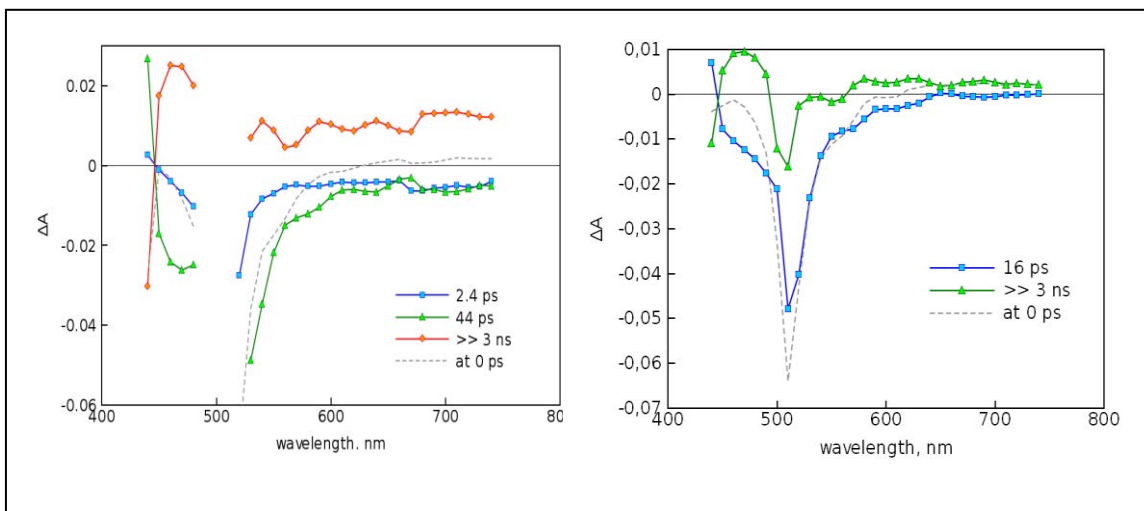 0.02
0
-0.02
-0.04
-0.06
ΔA
2.4 ps
44 ps
>> 3 ns
at 0 ps
400 500 600 700
wavelength. nm
0,01
0
-0,01
-0,02
-0,03
-0,04
-0,05
-0,06
-0,07
ΔA
16 ps
>> 3 ns
at 0 ps
400 500 600 700 800
wavelength, nm